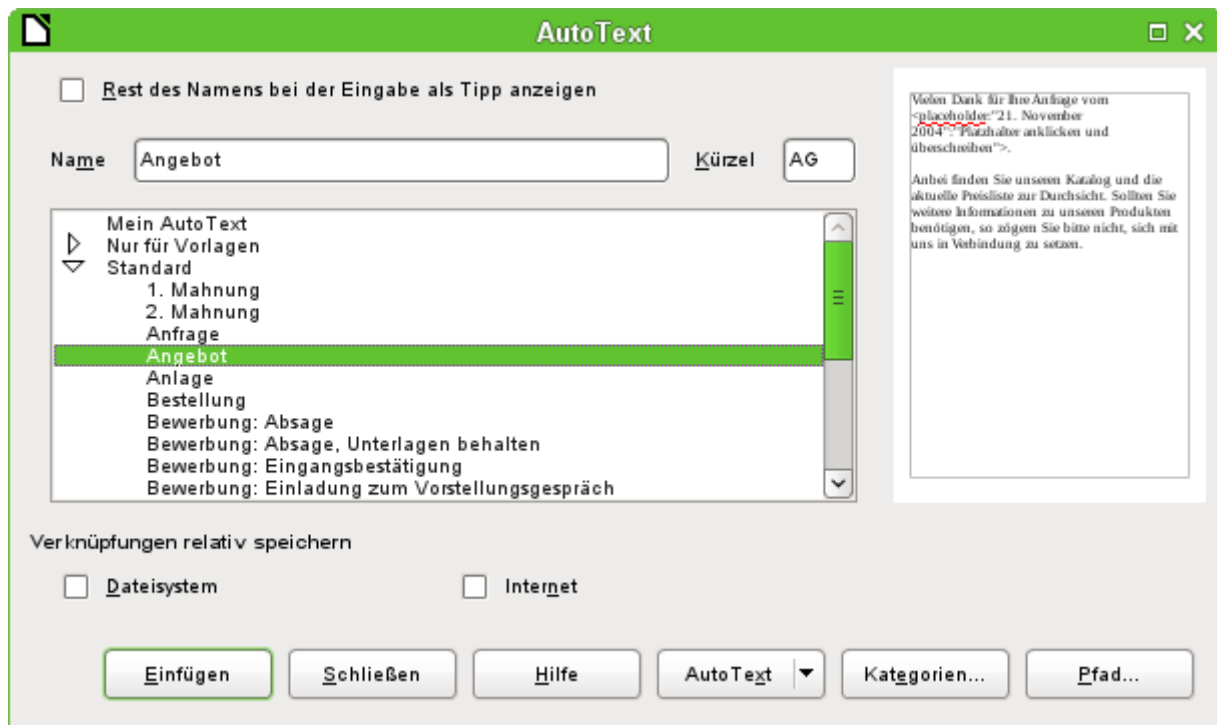 AutoText
Rest des Namens bei der Eingabe als Tipp anzeigen
Name Angebot Kürzel AG
Mein AutoText
Nur für Vorlagen
Standard
1. Mahnung
2. Mahnung
Anfrage
Angebot
Anlage
Bestellung
Bewerbung: Absage
Bewerbung: Absage, Unterlagen behalten
Bewerbung: Eingangsbestätigung
Bewerbung: Einladung zum Vorstellungsgespräch
Vielen Dank für Ihre Anfrage vom
<placeholder:"21. November
2004":"Platzhalter anklicken und
überschreiben">.
Anbei finden Sie unseren Katalog und die
aktuelle Preisliste zur Durchsicht. Sollten Sie
weitere Informationen zu unseren Produkten
benötigen, so zögern Sie bitte nicht, sich mit
uns in Verbindung zu setzen.
Verknüpfungen relativ speichern
Dateisystem Internet
Einfügen Schließen Hilfe AutoText Kategorien... Pfad...